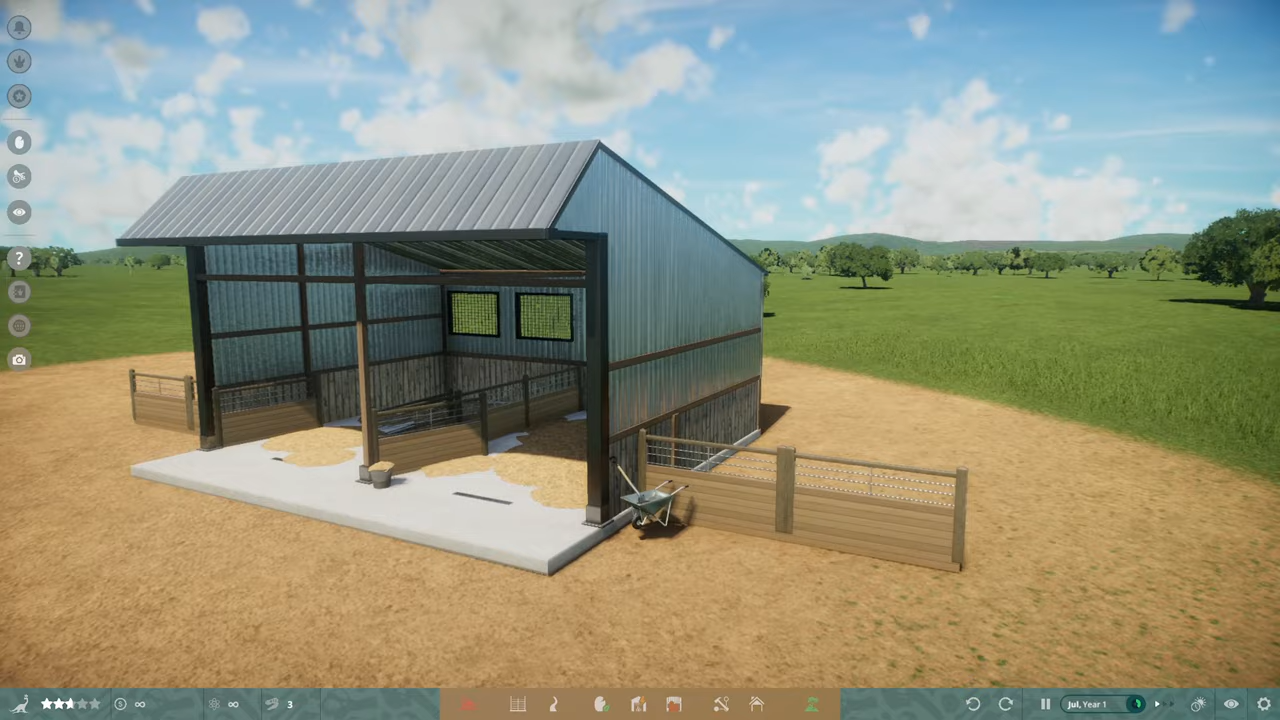 ?
∞
∞
3
Jul, Year 1